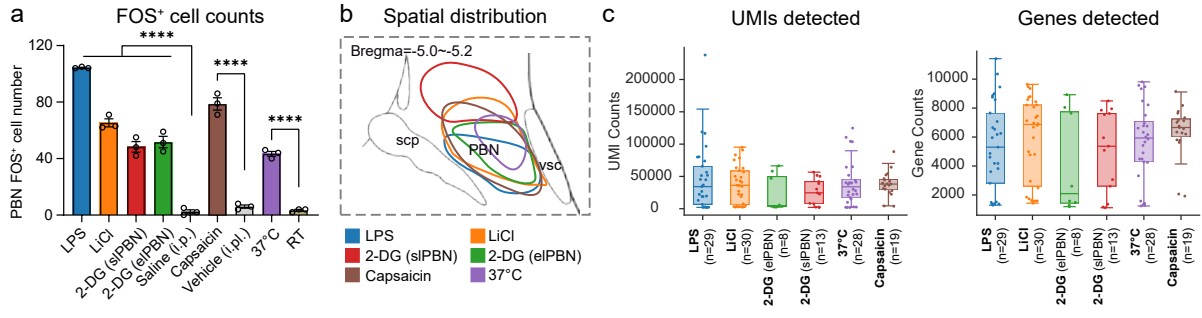 a
FOS⁺ cell counts
PBN FOS⁺ cell number
120
80
40
0
****
****
****
LPS
LiCl
2-DG (slPBN)
2-DG (elPBN)
Saline (i.p.)
Capsaicin
Vehicle (i.pl.)
37°C
RT
b
Spatial distribution
Bregma=-5.0~-5.2
scp
PBN
vsc
LPS
LiCl
2-DG (slPBN)
2-DG (elPBN)
Capsaicin
37°C
c
UMIs detected
UMI Counts
200000
150000
100000
50000
0
LPS (n=29)
LiCl (n=30)
2-DG (elPBN) (n=8)
2-DG (slPBN) (n=13)
37°C (n=28)
Capsaicin (n=19)
Genes detected
Gene Counts
10000
8000
6000
4000
2000
LPS (n=29)
LiCl (n=30)
2-DG (elPBN) (n=8)
2-DG (slPBN) (n=13)
37°C (n=28)
Capsaicin (n=19)